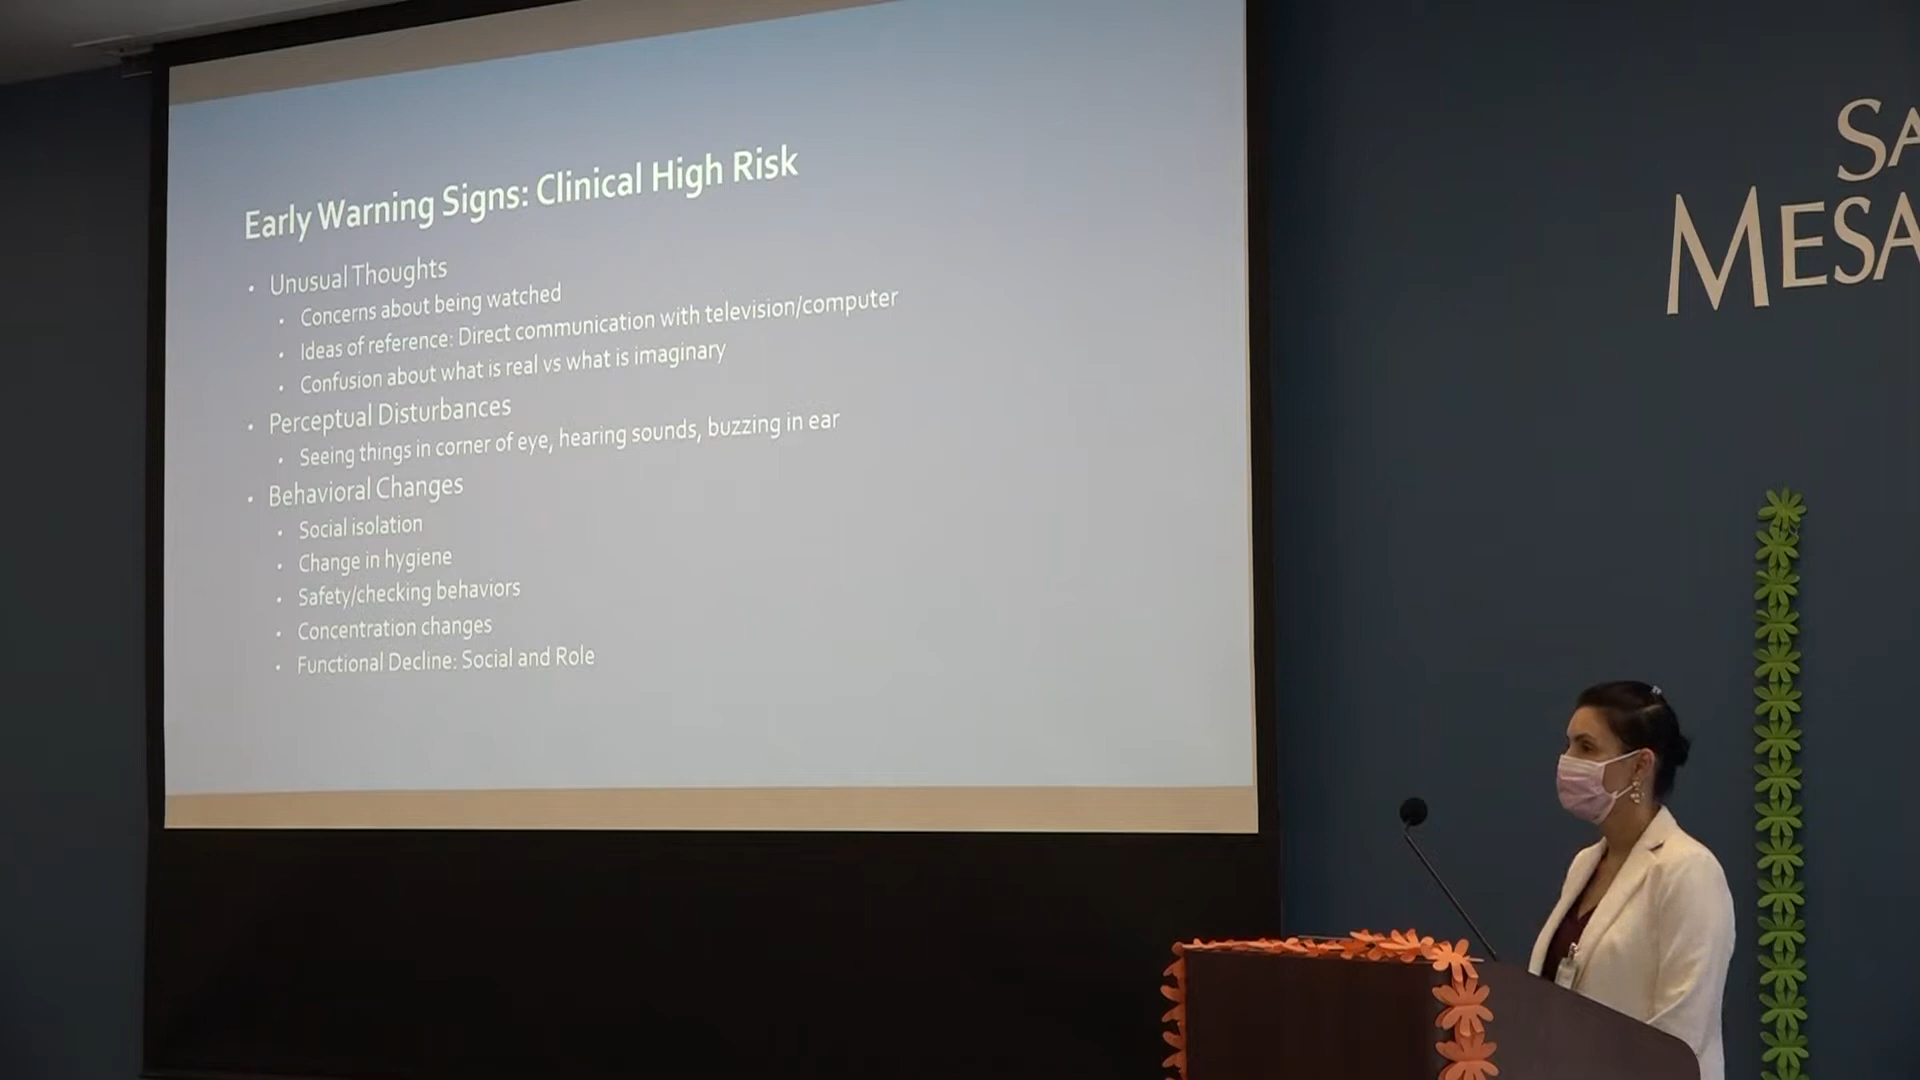 Early Warning Signs: Clinical High Risk
• Unusual Thoughts
• Concerns about being watched
• Ideas of reference: Direct communication with television/computer
• Confusion about what is real vs what is imaginary
• Perceptual Disturbances
• Seeing things in corner of eye, hearing sounds, buzzing in ear
• Behavioral Changes
• Social isolation
• Change in hygiene
• Safety/checking behaviors
• Concentration changes
• Functional Decline: Social and Role
SA
MESA